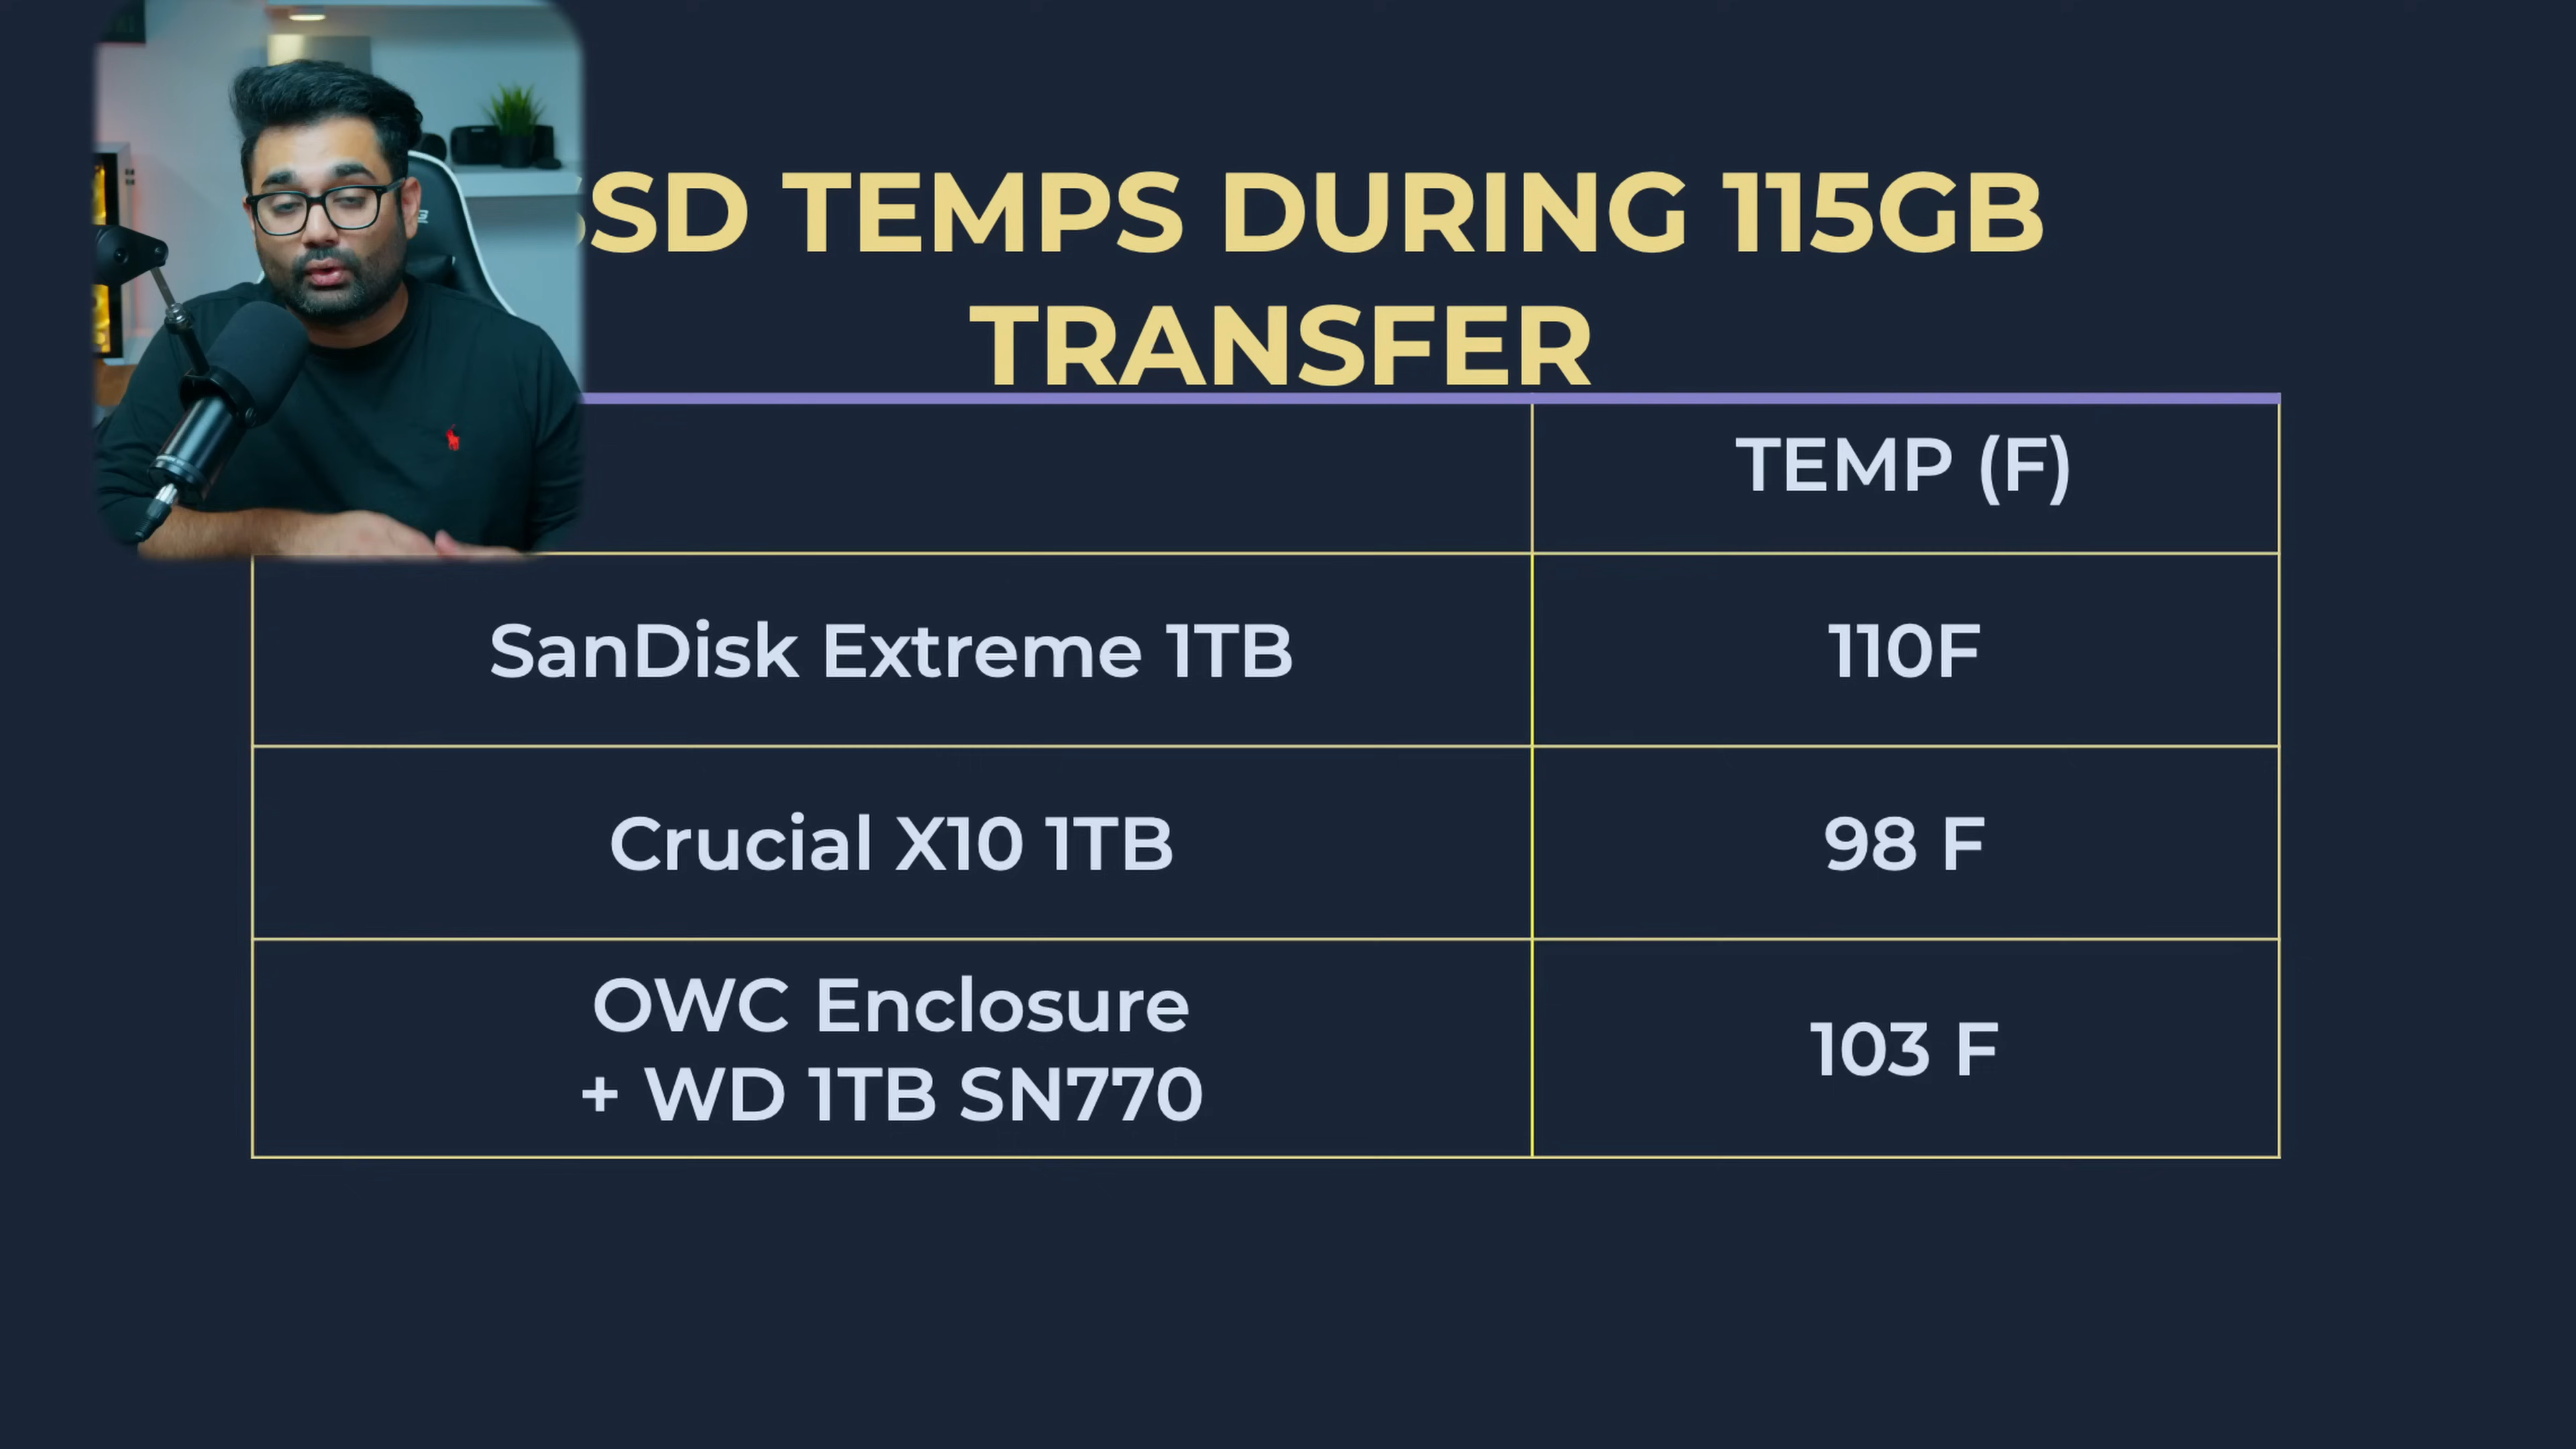 SSD TEMPS DURING 115GB
TRANSFER
TEMP (F)
SanDisk Extreme 1TB
110F
Crucial X10 1TB
98 F
OWC Enclosure
+ WD 1TB SN770
103 F